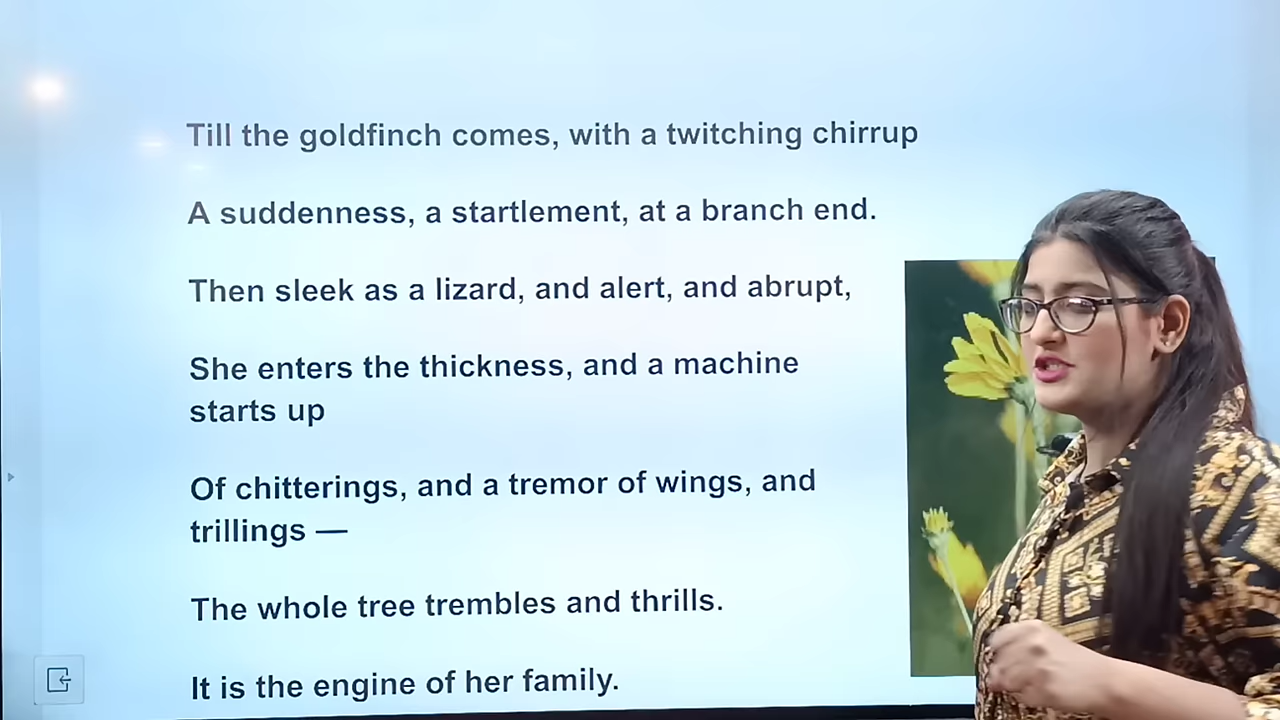 Till the goldfinch comes, with a twitching chirrup
A suddenness, a startlement, at a branch end.
Then sleek as a lizard, and alert, and abrupt,
She enters the thickness, and a machine
starts up
Of chitterings, and a tremor of wings, and
trillings —
The whole tree trembles and thrills.
It is the engine of her family.